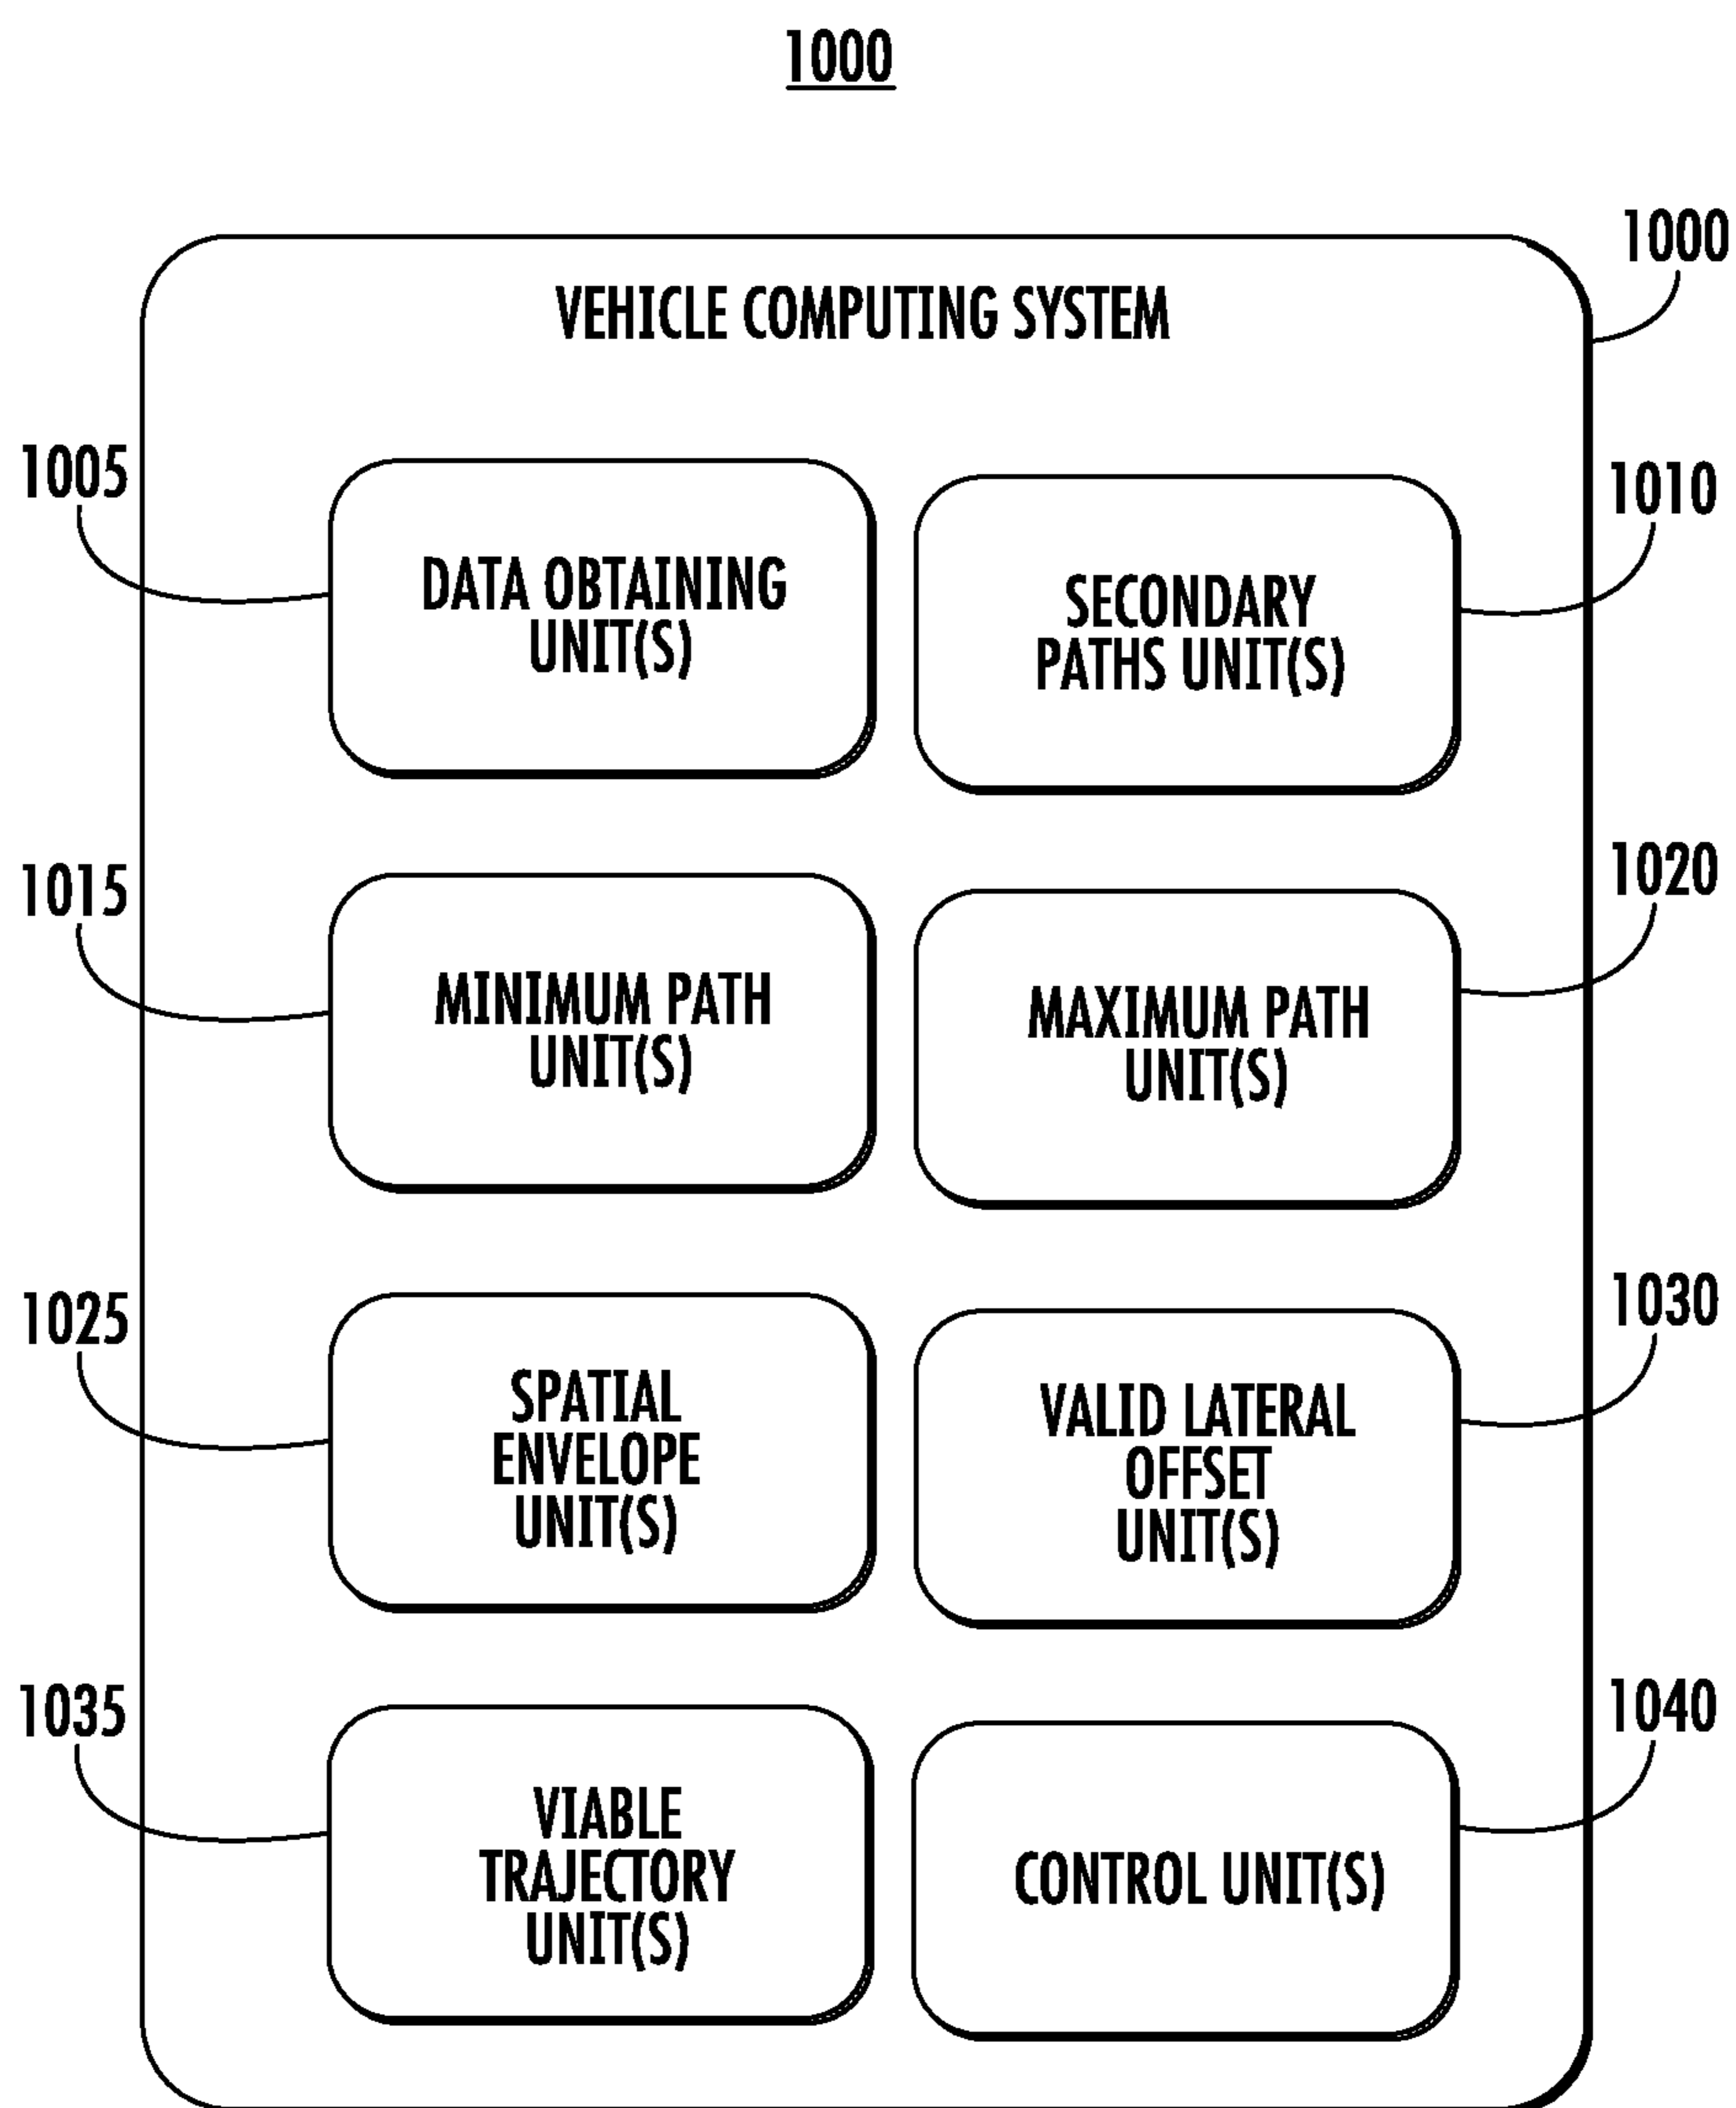 1000
1000
VEHICLE COMPUTING SYSTEM
1005
DATA OBTAINING
UNIT(S)
1010
SECONDARY
PATHS UNIT(S)
1015
MINIMUM PATH
UNIT(S)
1020
MAXIMUM PATH
UNIT(S)
1025
SPATIAL
ENVELOPE
UNIT(S)
1030
VALID LATERAL
OFFSET
UNIT(S)
1035
VIABLE
TRAJECTORY
UNIT(S)
1040
CONTROL UNIT(S)